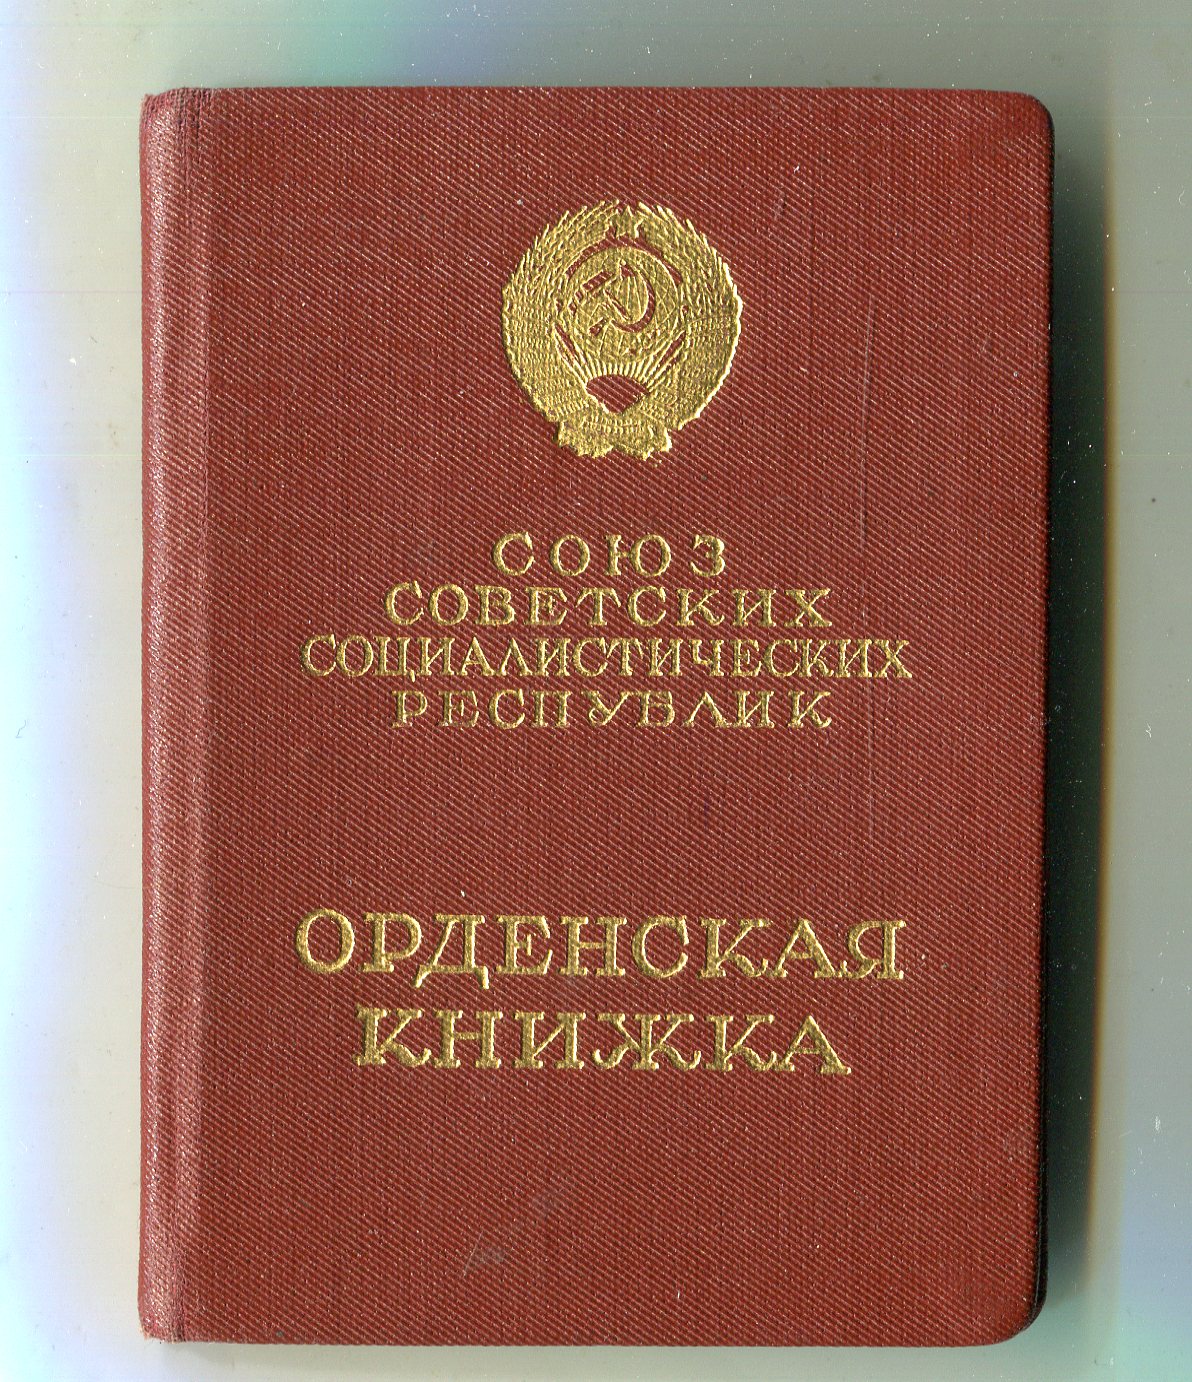 СОЮЗ
СОВЕТСКИХ
СОЦИАЛИСТИЧЕСКИХ
РЕСПУБЛИК
ОРДЕНСКАЯ
КНИЖКА